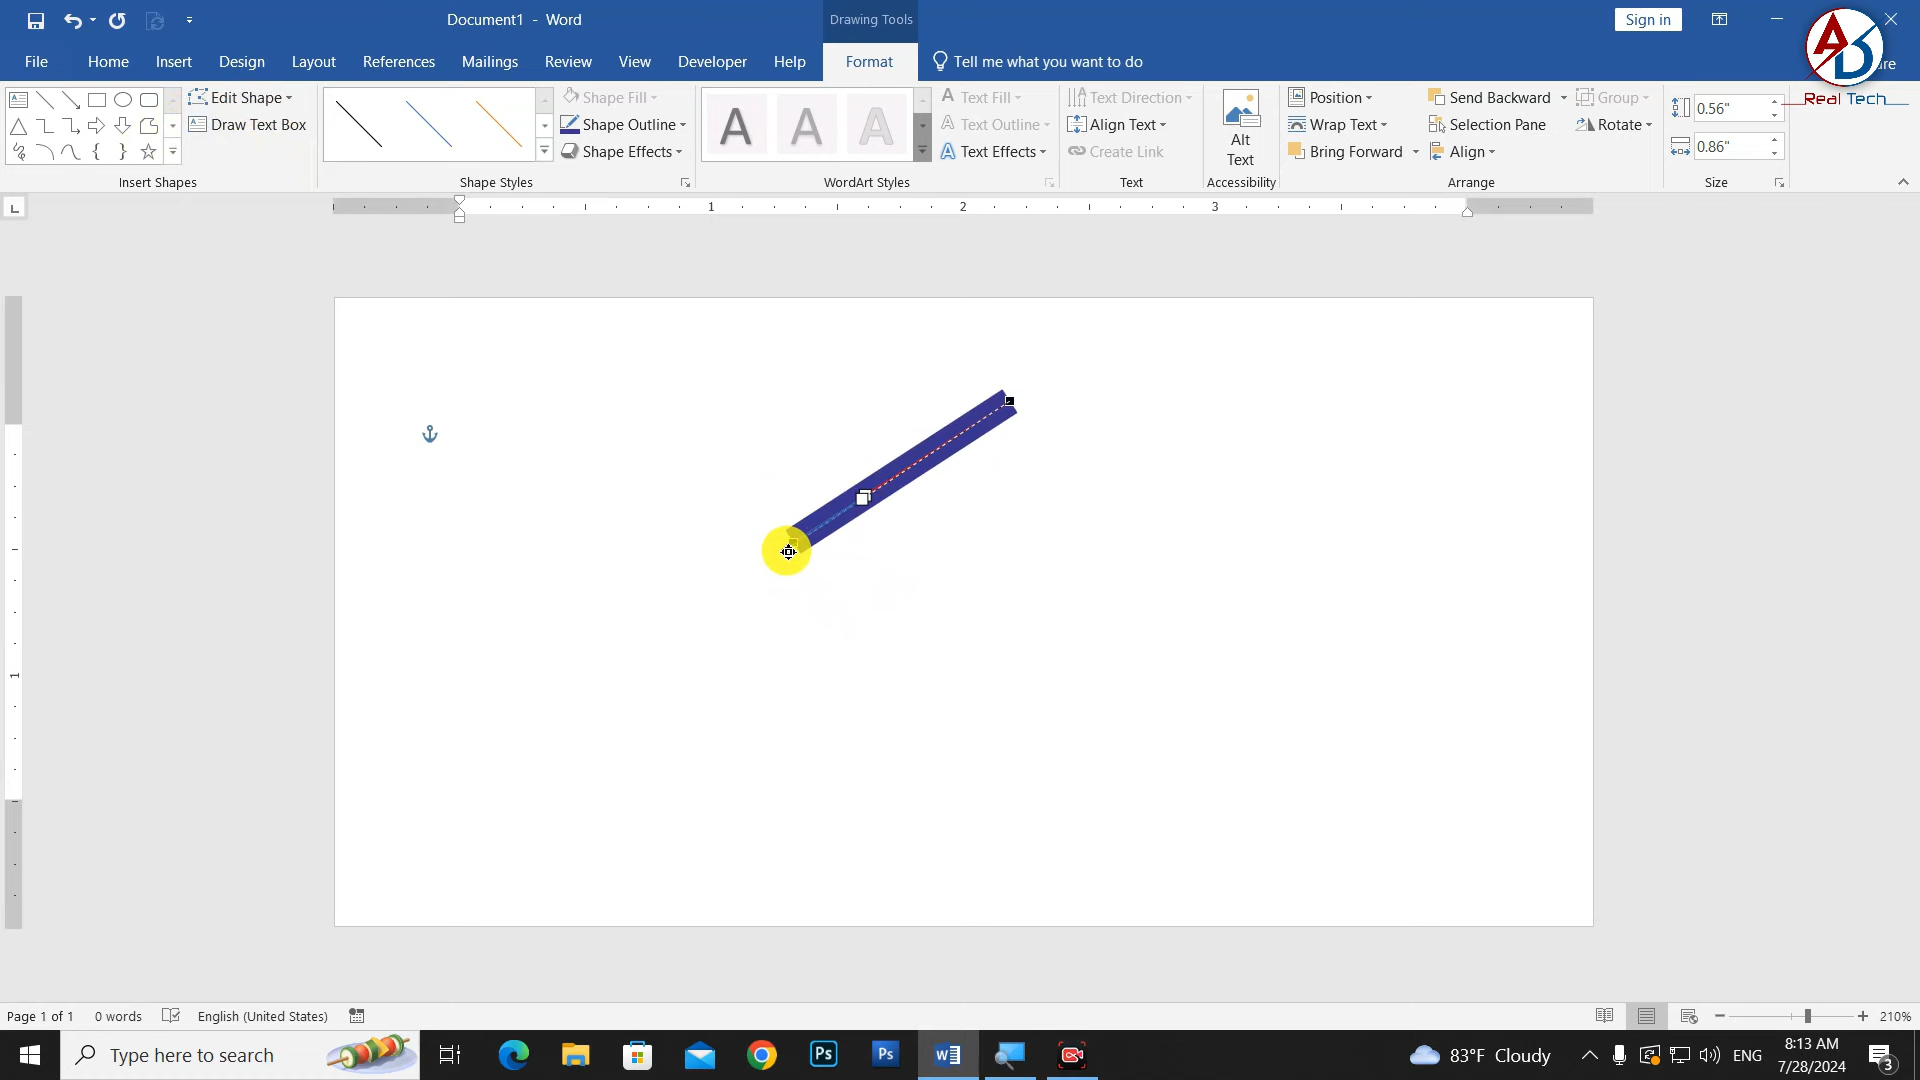 Document1 - Word
Drawing Tools
Sign in
File
Home
Insert
Design
Layout
References
Mailings
Review
View
Developer
Help
Format
Tell me what you want to do
Real Tech
Edit Shape
Draw Text Box
Insert Shapes
Shape Fill
Shape Outline
Shape Effects
Shape Styles
A A A
Text Fill
Text Outline
Text Effects
WordArt Styles
Text Direction
Align Text
Create Link
Text
Alt
Text
Accessibility
Position
Wrap Text
Bring Forward
Send Backward
Selection Pane
Align
Group
Rotate
Arrange
0.56"
0.86"
Size
1 2 3
1
Page 1 of 1
0 words
English (United States)
210%
Type here to search
Ps
Ps
83°F Cloudy
ENG
8:13 AM
7/28/2024
3